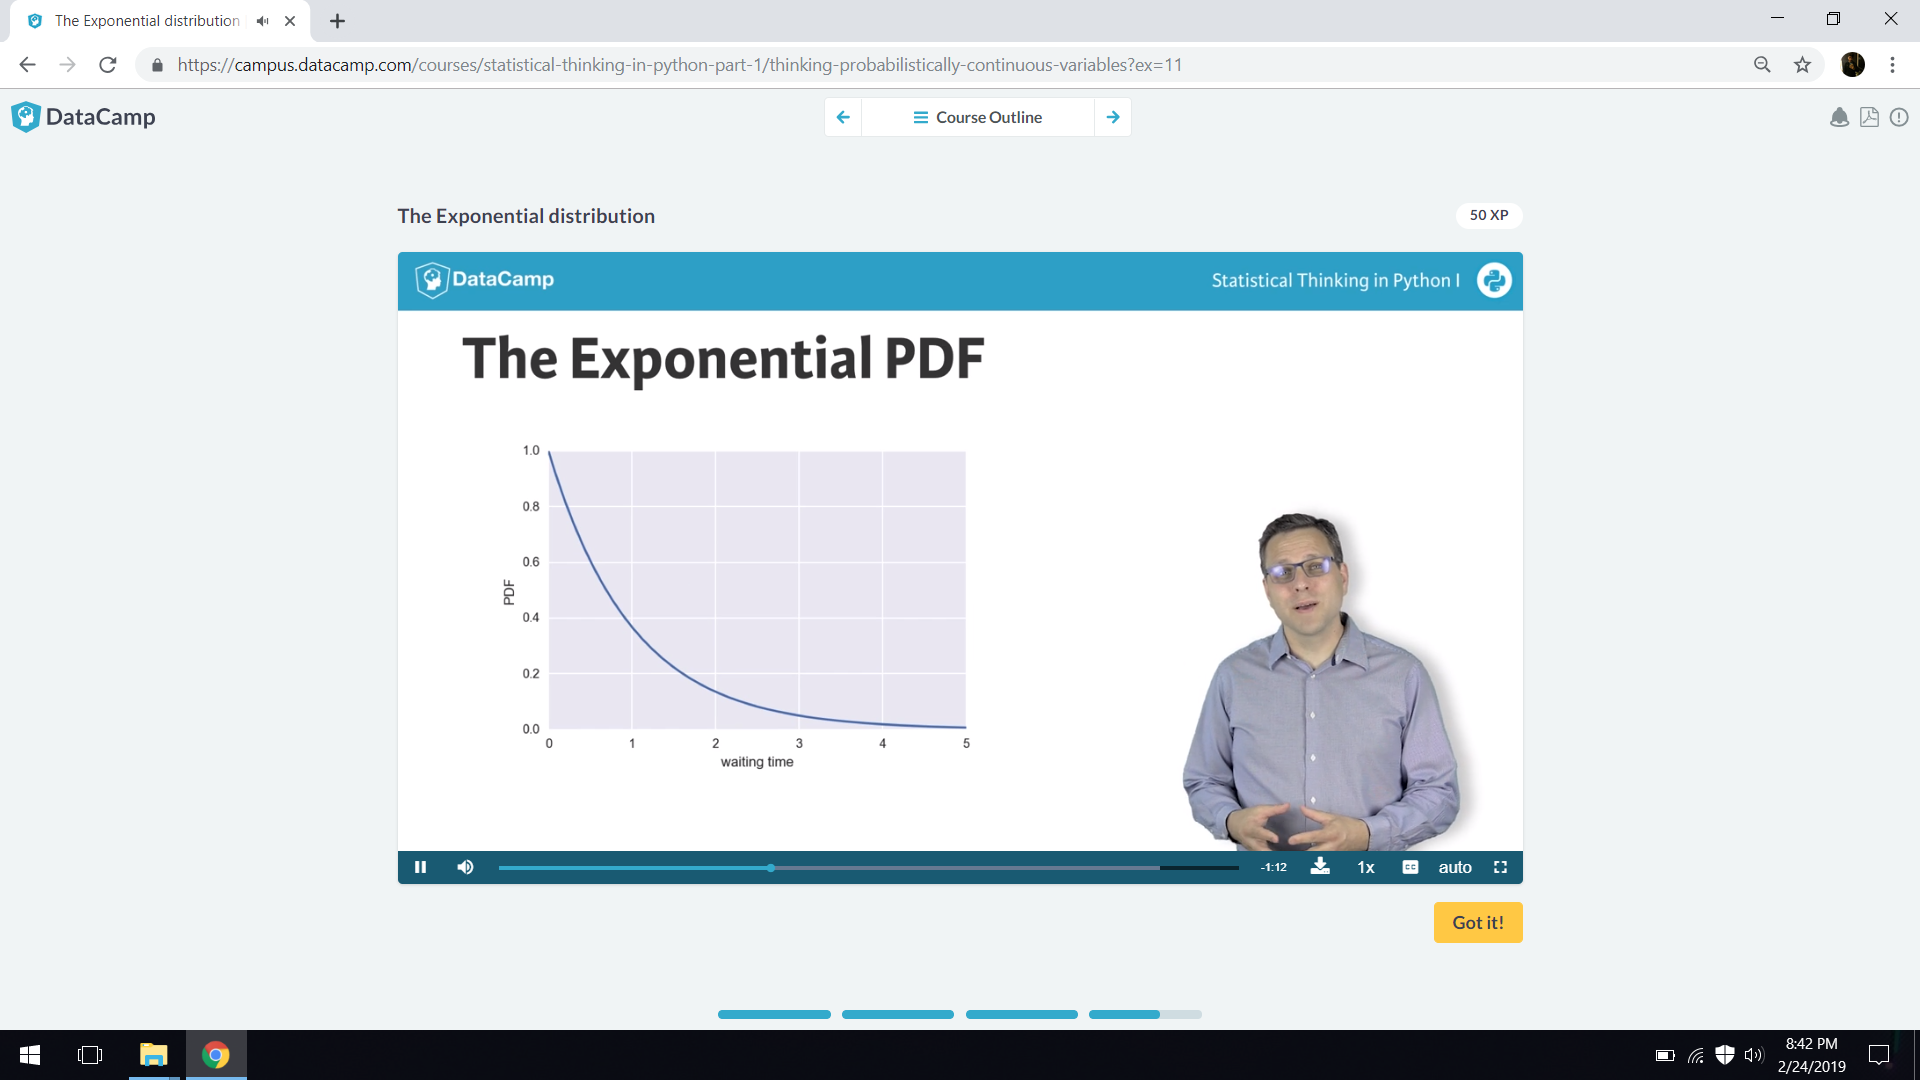 The Exponential distribution
https://campus.datacamp.com/courses/statistical-thinking-in-python-part-1/thinking-probabilistically-continuous-variables?ex=11
DataCamp
Course Outline
The Exponential distribution
50 XP
DataCamp
Statistical Thinking in Python I
The Exponential PDF
1.0
0.8
0.6
0.4
0.2
0.0
PDF
0 1 2 3 4 5
waiting time
-1:12
1x
CC
auto
Got it!
8:42 PM
2/24/2019